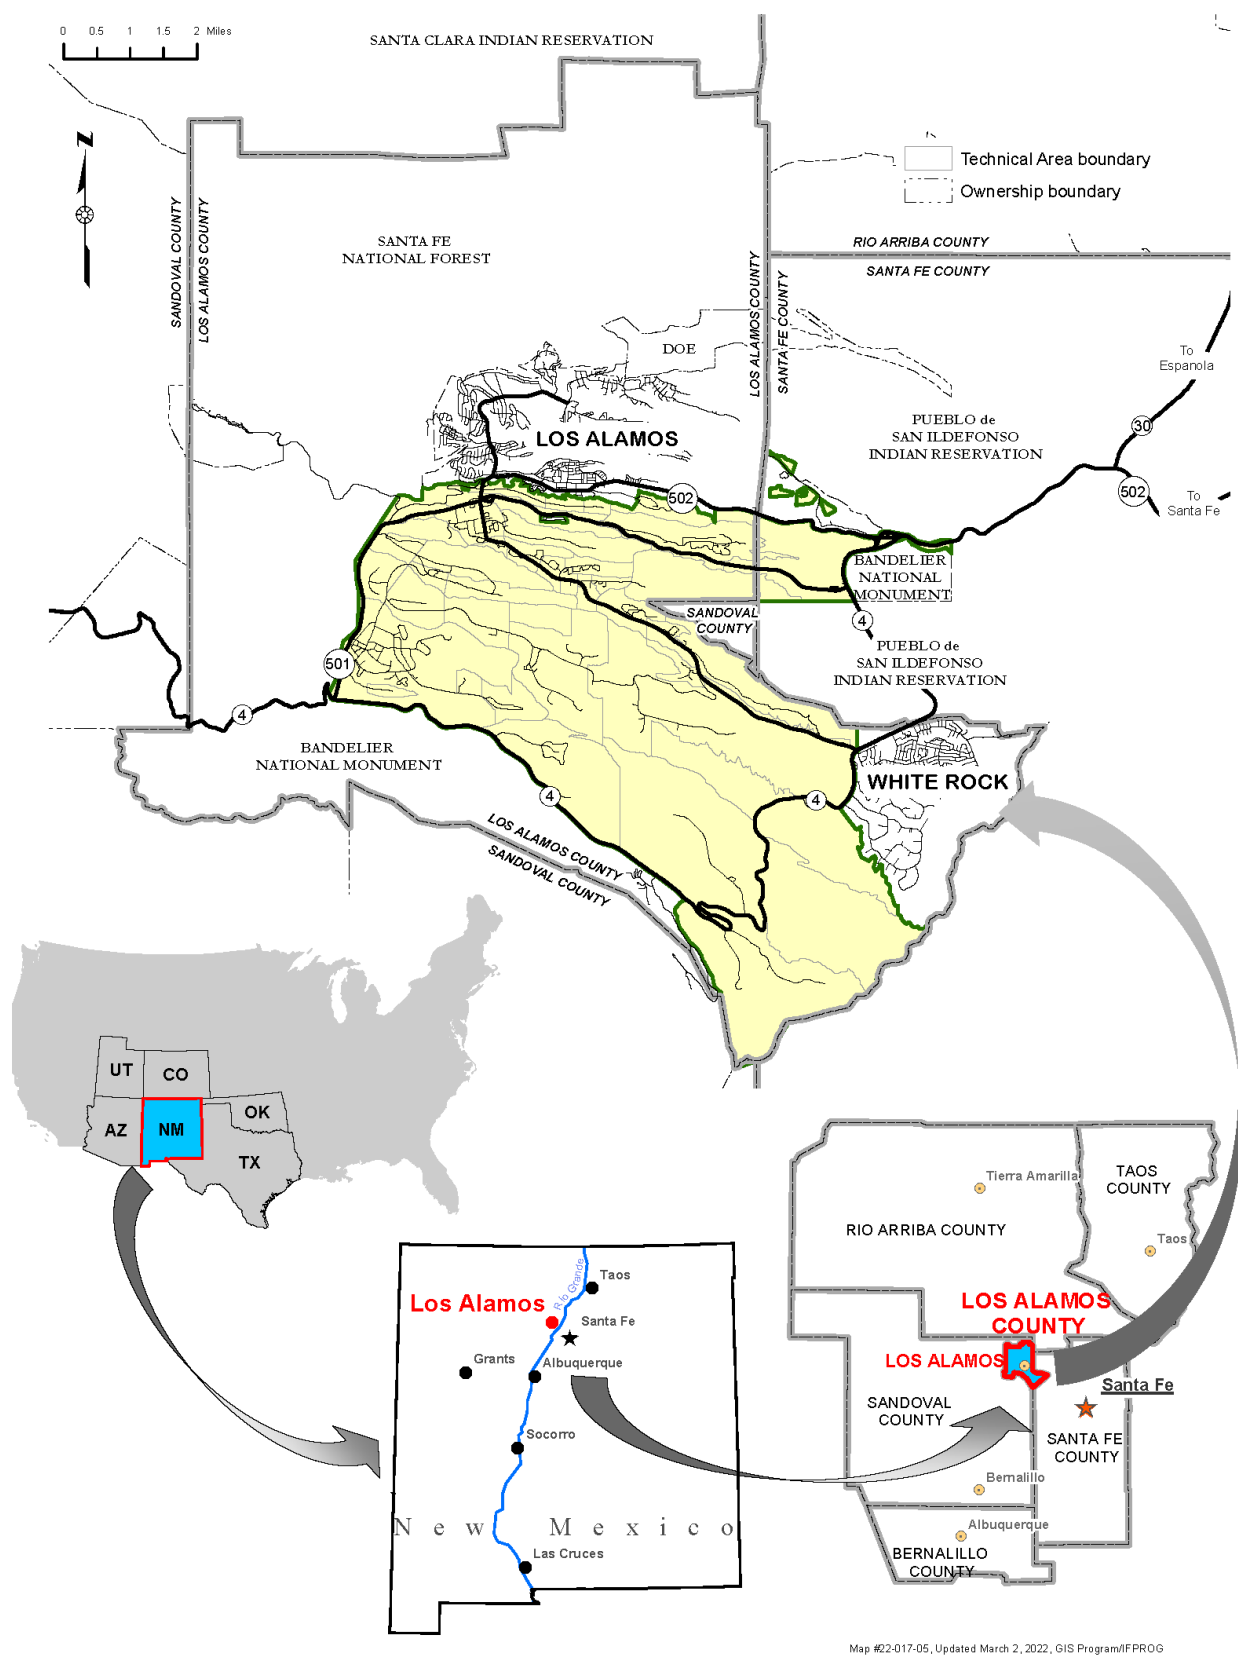 0 0.5 1 1.5 2 Miles
SANTA CLARA INDIAN RESERVATION
N
Technical Area boundary
Ownership boundary
SANDOVAL COUNTY
LOS ALAMOS COUNTY
SANTA FE
NATIONAL FOREST
RIO ARRIBA COUNTY
SANTA FE COUNTY
LOS ALAMOS COUNTY
SANTA FE COUNTY
DOE
To
Espanola
PUEBLO de
SAN ILDEFONSO
INDIAN RESERVATION
30
LOS ALAMOS
502
502
To
Santa Fe
BANDELIER
NATIONAL
MONUMENT
SANDOVAL
COUNTY
4
PUEBLO de
SAN ILDEFONSO
INDIAN RESERVATION
501
4
BANDELIER
NATIONAL MONUMENT
WHITE ROCK
4
4
LOS ALAMOS COUNTY
SANDOVAL COUNTY
UT
CO
AZ
NM
OK
TX
Rio Grande
Taos
Los Alamos
Santa Fe
Grants
Albuquerque
Socorro
New Mexico
Las Cruces
Tierra Amarilla
TAOS
COUNTY
RIO ARRIBA COUNTY
Taos
LOS ALAMOS
COUNTY
LOS ALAMOS
Santa Fe
SANDOVAL
COUNTY
SANTA FE
COUNTY
Bernalillo
Albuquerque
BERNALILLO
COUNTY
Map #22-017-05, Updated March 2, 2022, GIS Program/IFPROG